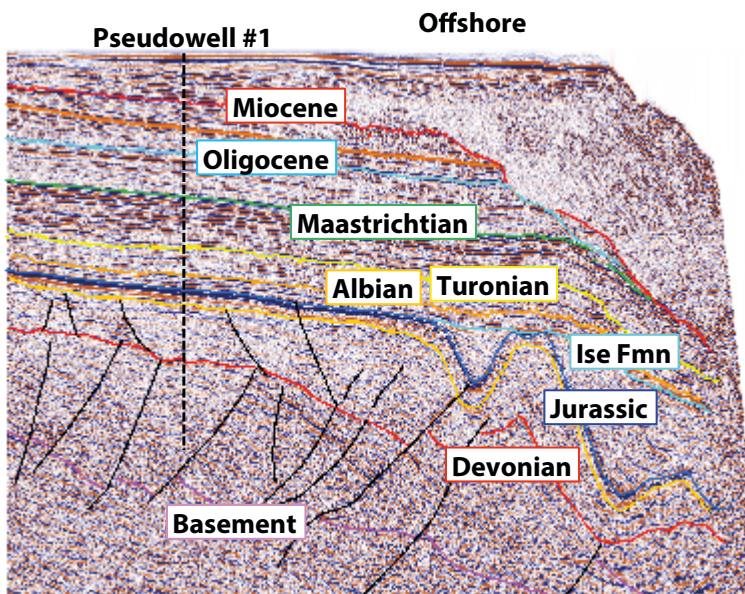 Offshore
Pseudowell #1
Miocene
Oligocene
Maastrichtian
Albian
Turonian
Ise Fmn
Jurassic
Devonian
Basement